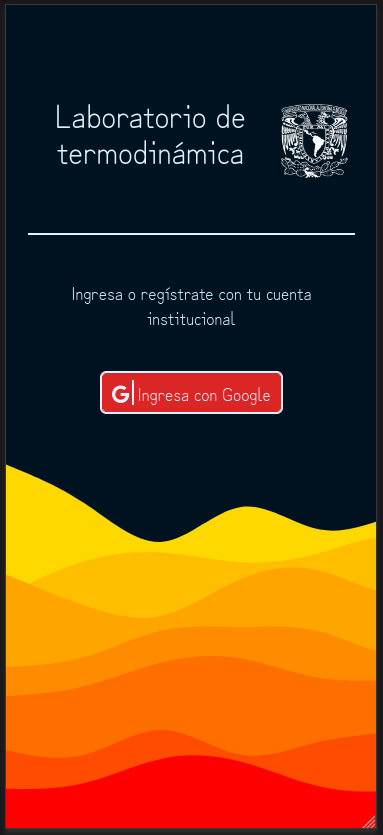 Laboratorio de
termodinámica
Ingresa o regístrate con tu cuenta
institucional
G Ingresa con Google